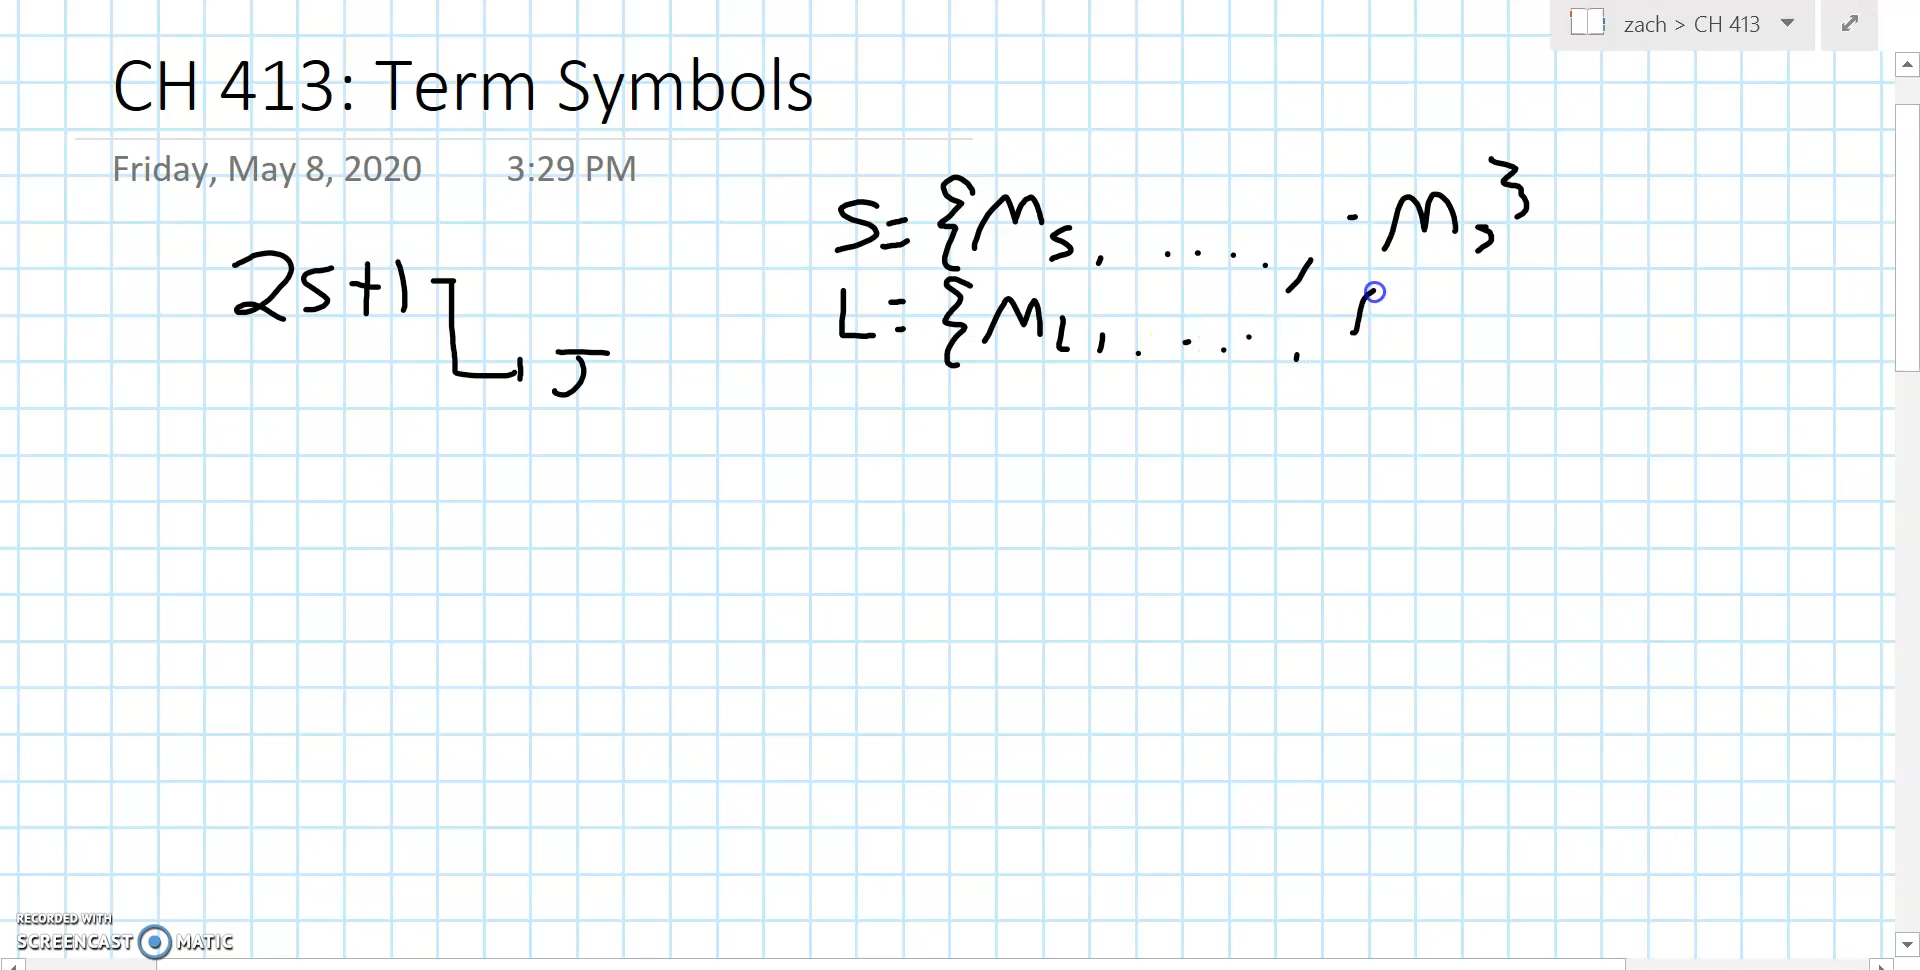 zach > CH 413
CH 413: Term Symbols
Friday, May 8, 2020 3:29 PM
S= {Ms, ...., -Ms}
2s+1 L, J
L= {ML, ....,
RECORDED WITH
SCREENCAST MATIC